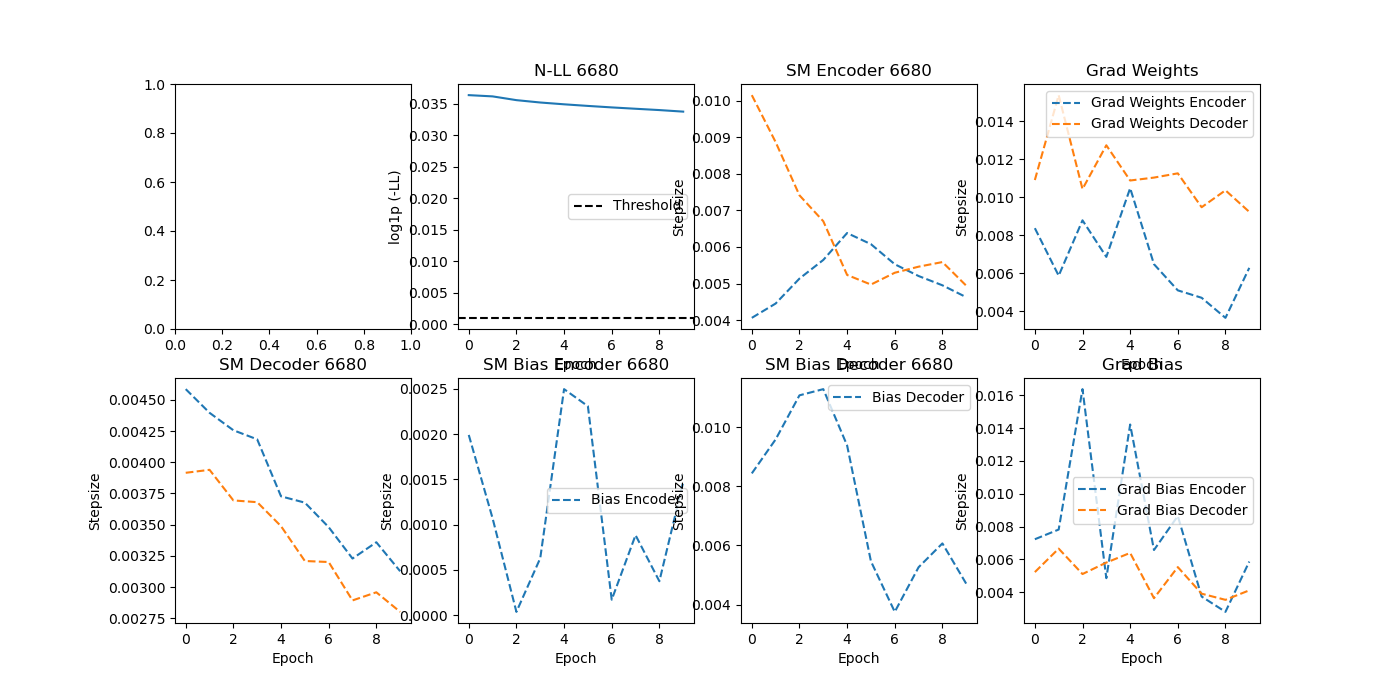 N-LL 6680
SM Encoder 6680
Grad Weights
1.0
0.8
0.6
0.4
0.2
0.0
0.0 0.2 0.4 0.6 0.8 1.0
log1p (-LL)
0.035
0.030
0.025
0.020
0.015
0.010
0.005
0.000
Threshold
0 2 4 6 8
Epoch
Stepsize
0.010
0.009
0.008
0.007
0.006
0.005
0.004
0 2 4 6 8
Epoch
Stepsize
0.014
0.012
0.010
0.008
0.006
0.004
Grad Weights Encoder
Grad Weights Decoder
0 2 4 6 8
Epoch
SM Decoder 6680
SM Bias Encoder 6680
SM Bias Decoder 6680
Grad Bias
Stepsize
0.00450
0.00425
0.00400
0.00375
0.00350
0.00325
0.00300
0.00275
0 2 4 6 8
Epoch
Stepsize
0.0025
0.0020
0.0015
0.0010
0.0005
0.0000
Bias Encoder
0 2 4 6 8
Epoch
Stepsize
0.010
0.008
0.006
0.004
Bias Decoder
0 2 4 6 8
Epoch
Stepsize
0.016
0.014
0.012
0.010
0.008
0.006
0.004
Grad Bias Encoder
Grad Bias Decoder
0 2 4 6 8
Epoch